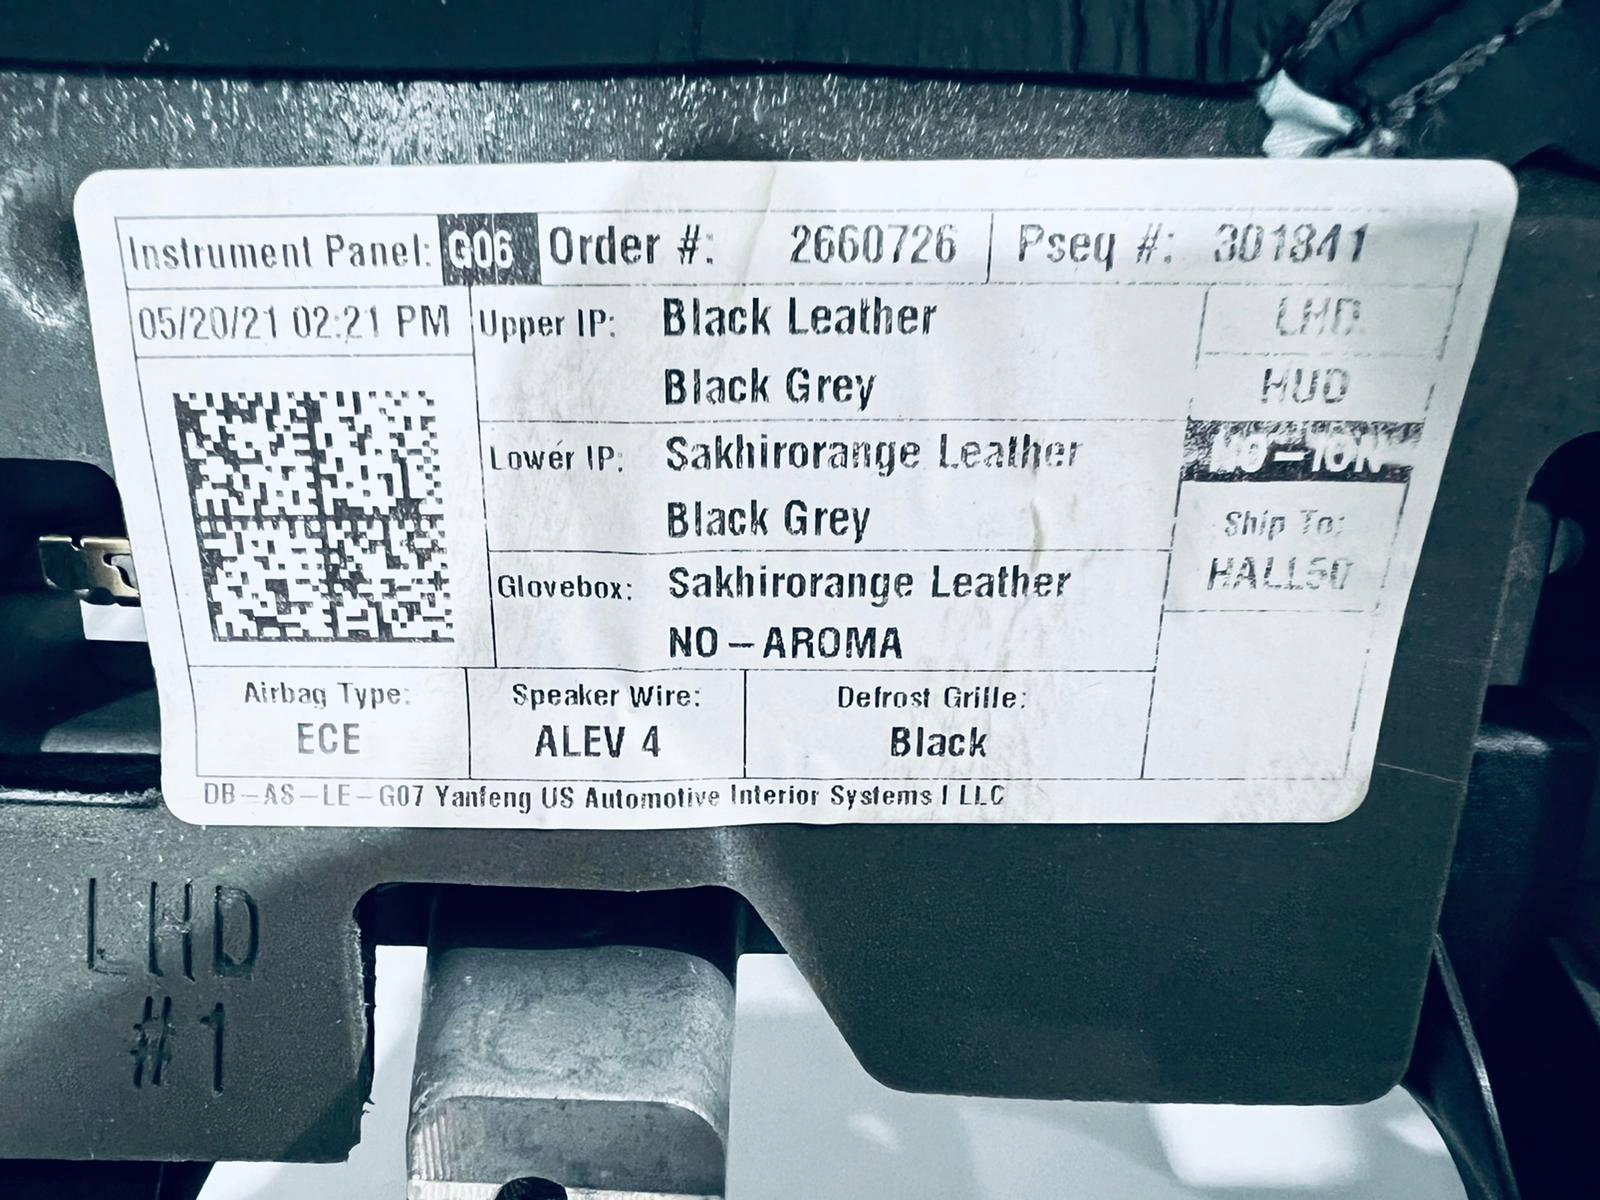 Instrument Panel: G06 Order #: 2660726 Pseq #: 301341
05/20/21 02:21 PM
Upper IP: Black Leather
Black Grey
LHD
HUD
Lower IP: Sakhirorange Leather
Black Grey
Ship To:
HALL50
Glovebox: Sakhirorange Leather
NO-AROMA
Airbag Type:
ECE
Speaker Wire:
ALEV 4
Defrost Grille:
Black
DB-AS-LE-G07 Yanfeng US Automotive Interior Systems I LLC
LHD
#1